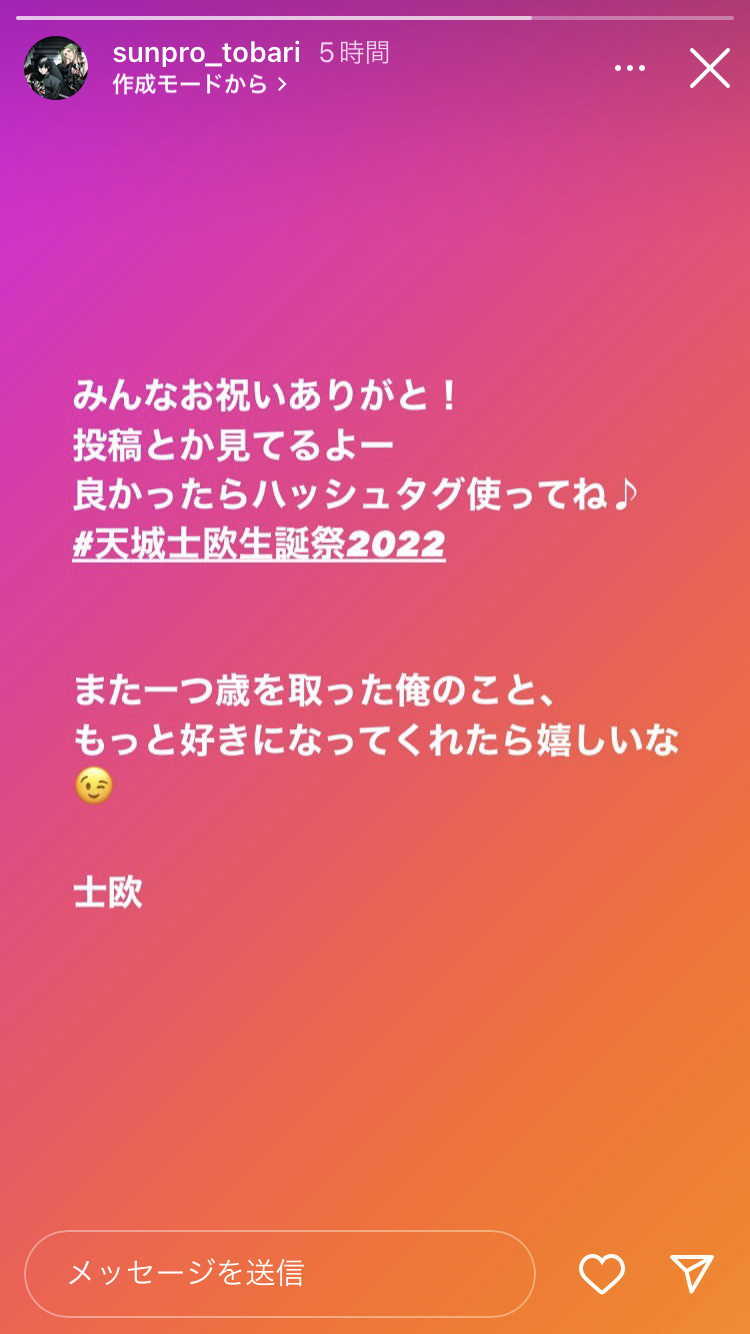 sunpro_tobari 5時間
作成モードから
みんなお祝いありがと！
投稿とか見てるよー
良かったらハッシュタグ使ってね♪
#天城士欧生誕祭2022
また一つ歳を取った俺のこと、
もっと好きになってくれたら嬉しいな
😉
士欧
メッセージを送信